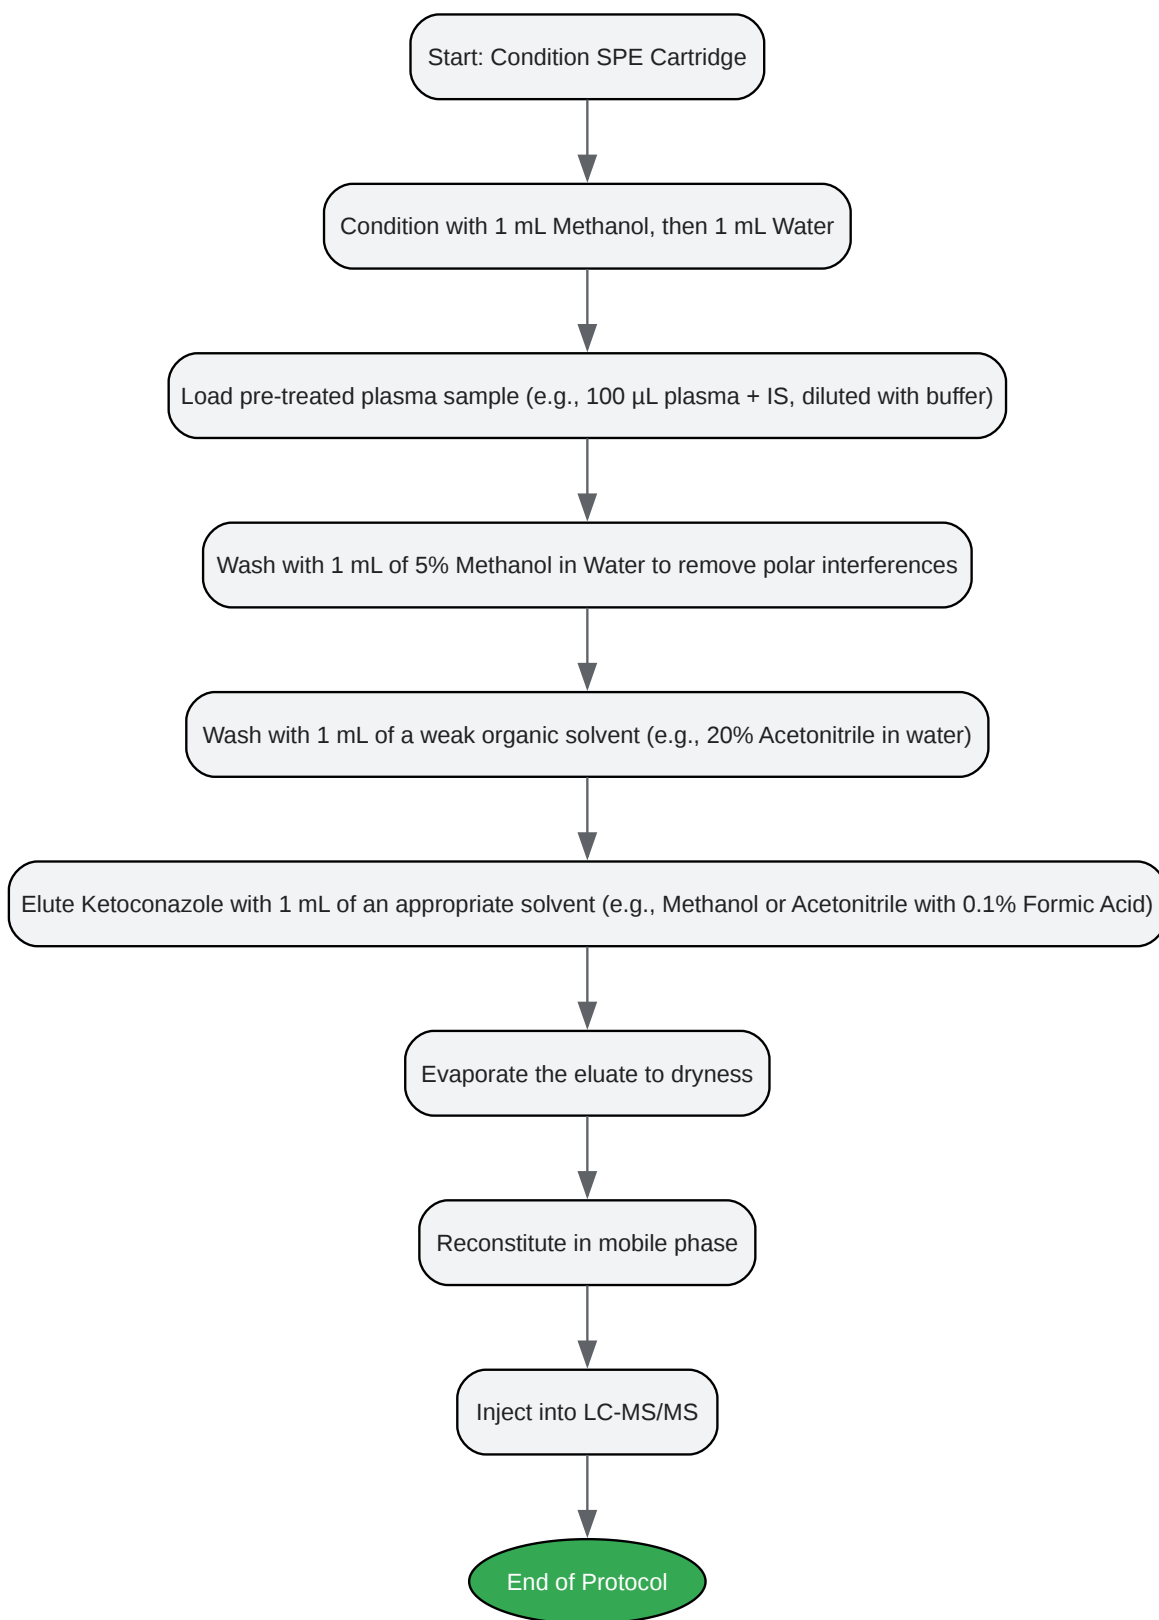 Start: Condition SPE Cartridge
Condition with 1 mL Methanol, then 1 mL Water
Load pre-treated plasma sample (e.g., 100 µL plasma + IS, diluted with buffer)
Wash with 1 mL of 5% Methanol in Water to remove polar interferences
Wash with 1 mL of a weak organic solvent (e.g., 20% Acetonitrile in water)
Elute Ketoconazole with 1 mL of an appropriate solvent (e.g., Methanol or Acetonitrile with 0.1% Formic Acid)
Evaporate the eluate to dryness
Reconstitute in mobile phase
Inject into LC-MS/MS
End of Protocol